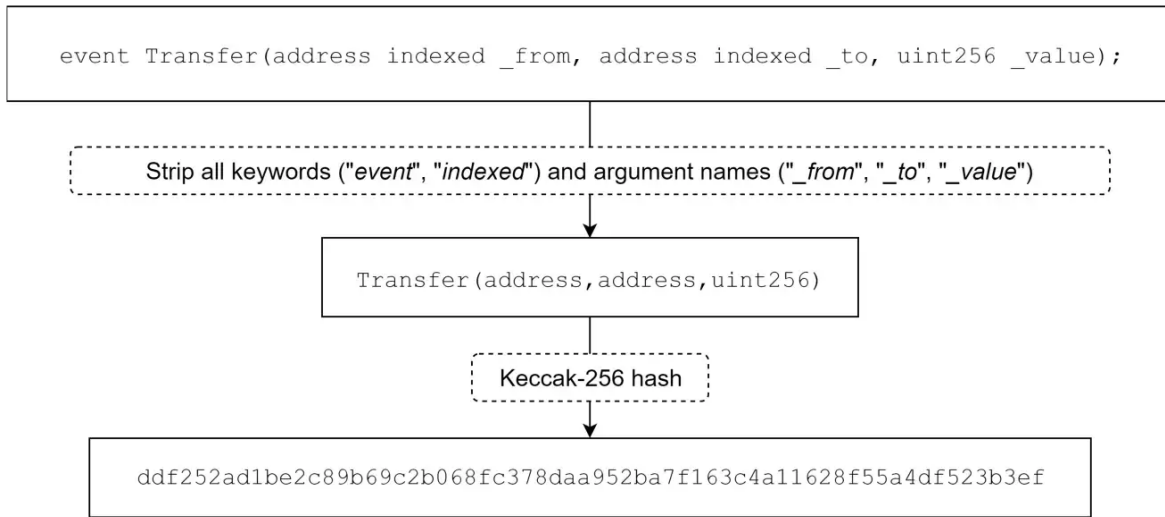 event Transfer(address indexed _from, address indexed _to, uint256 _value);
Strip all keywords ("event", "indexed") and argument names ("_from", "_to", "_value")
Transfer(address,address,uint256)
Keccak-256 hash
ddf252ad1be2c89b69c2b068fc378daa952ba7f163c4a11628f55a4df523b3ef